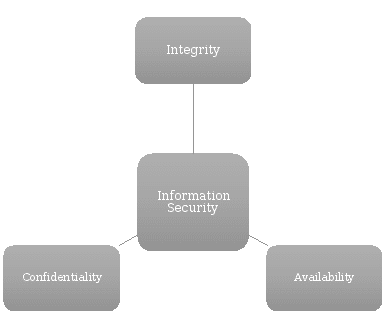 Integrity
Information
Security
Confidentiality
Availability